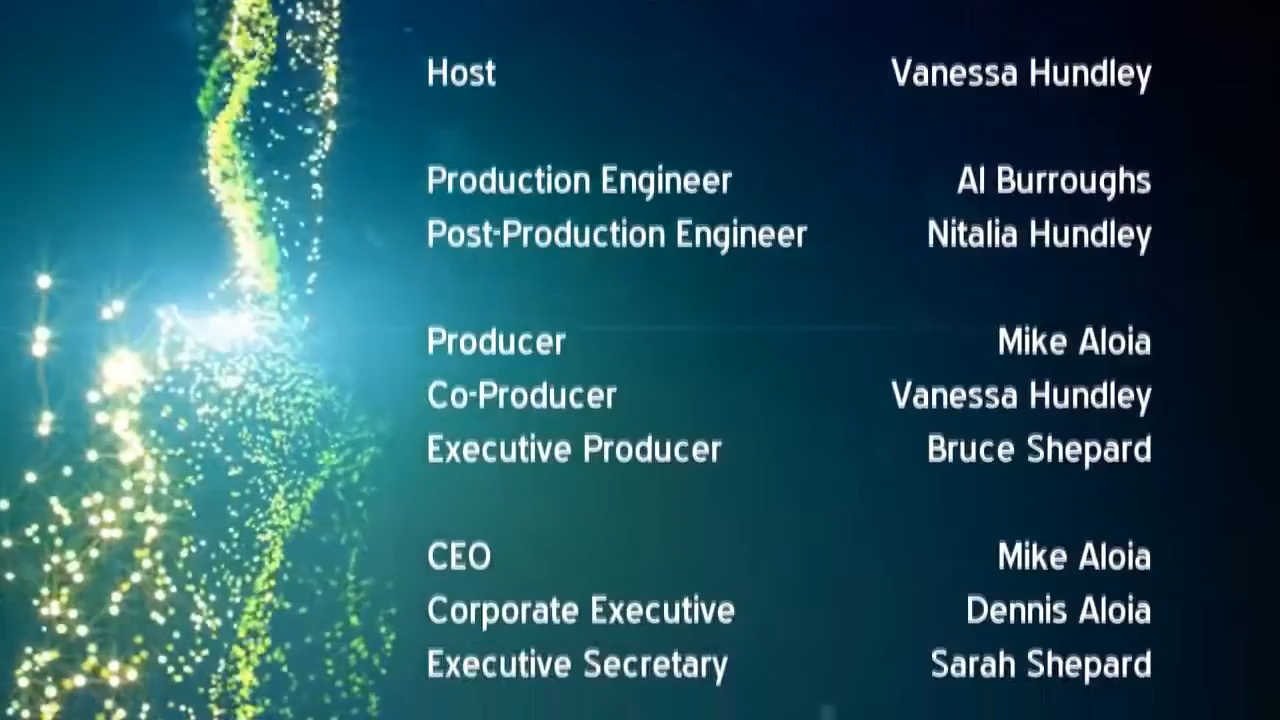 Host Vanessa Hundley
Production Engineer Al Burroughs
Post-Production Engineer Nitalia Hundley
Producer Mike Aloia
Co-Producer Vanessa Hundley
Executive Producer Bruce Shepard
CEO Mike Aloia
Corporate Executive Dennis Aloia
Executive Secretary Sarah Shepard